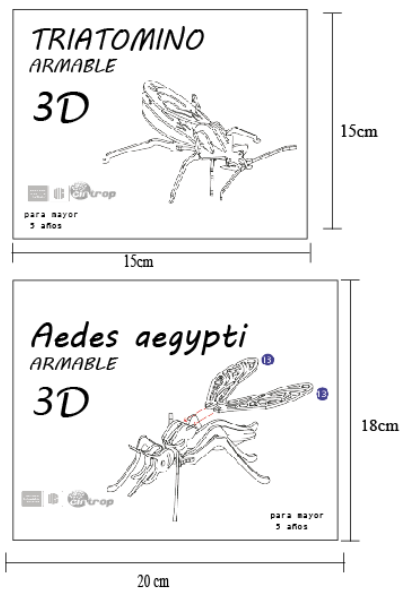 TRIATOMINO
ARMABLE
3D
para mayor
5 años
15cm
15cm
Aedes aegypti
ARMABLE
3D
13
13
para mayor
5 años
18cm
20 cm